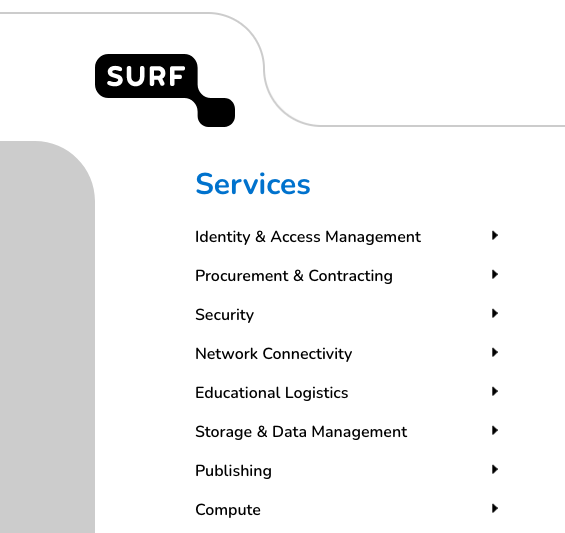 SURF
Services
Identity & Access Management
Procurement & Contracting
Security
Network Connectivity
Educational Logistics
Storage & Data Management
Publishing
Compute